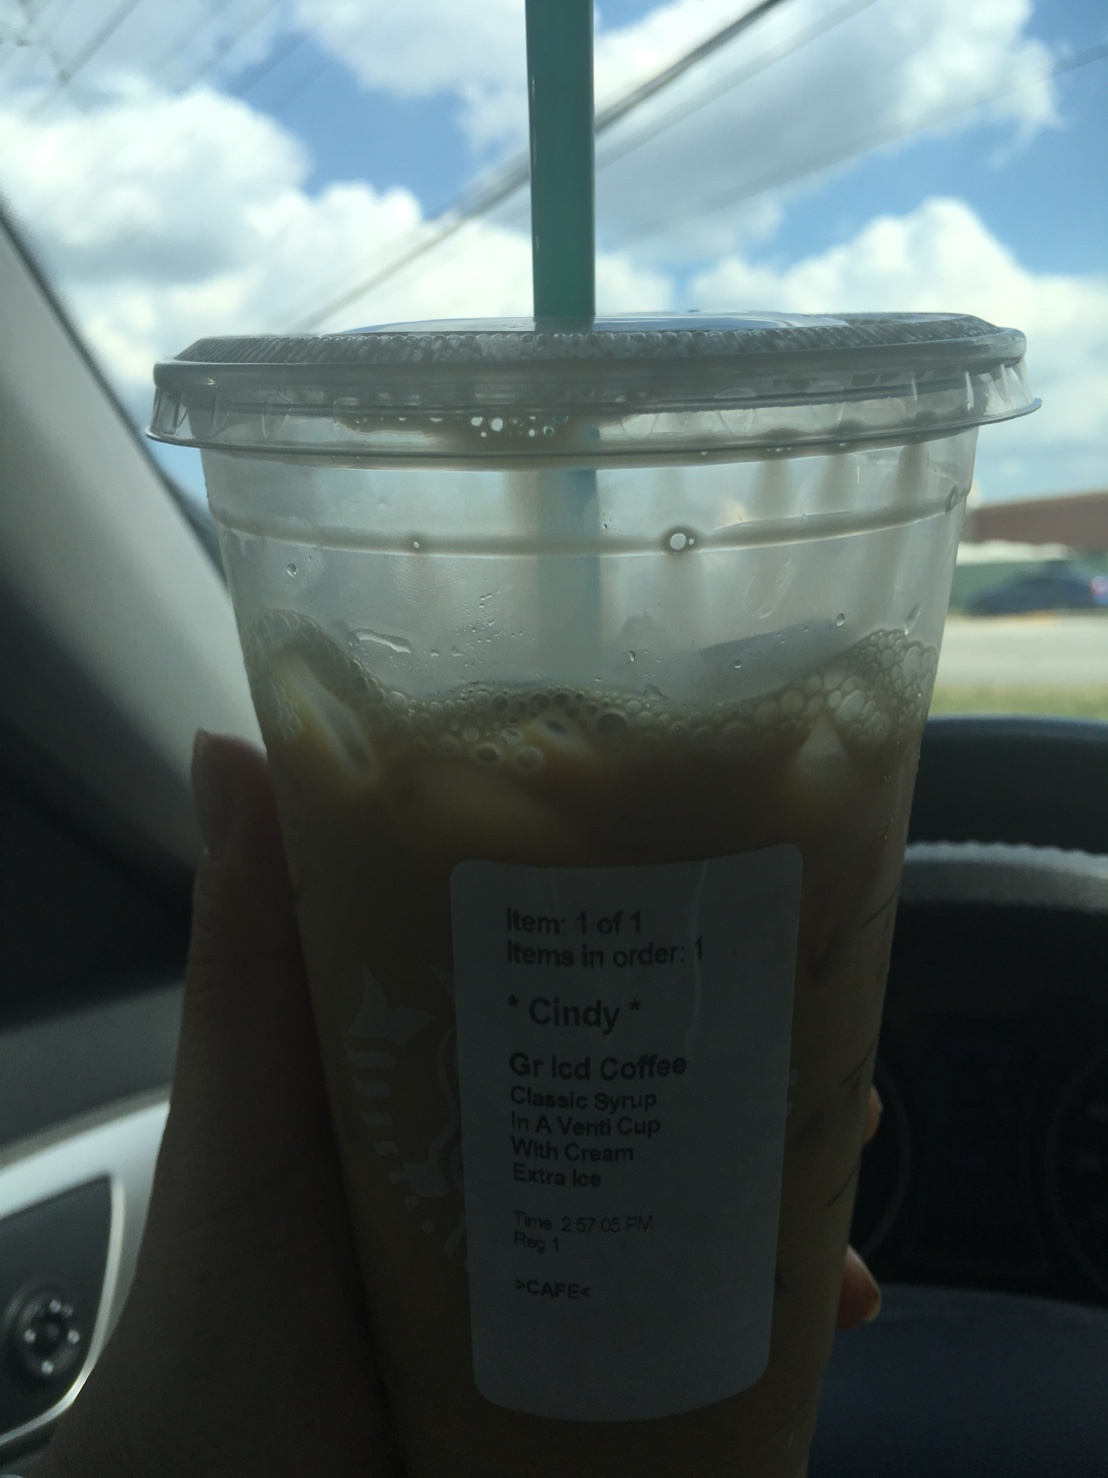 Item: 1 of 1
Items in order: 1
* Cindy *
Gr Icd Coffee
Classic Syrup
In A Venti Cup
With Cream
Extra Ice
Time: 2:57:05 PM
Reg 1
>CAFE<